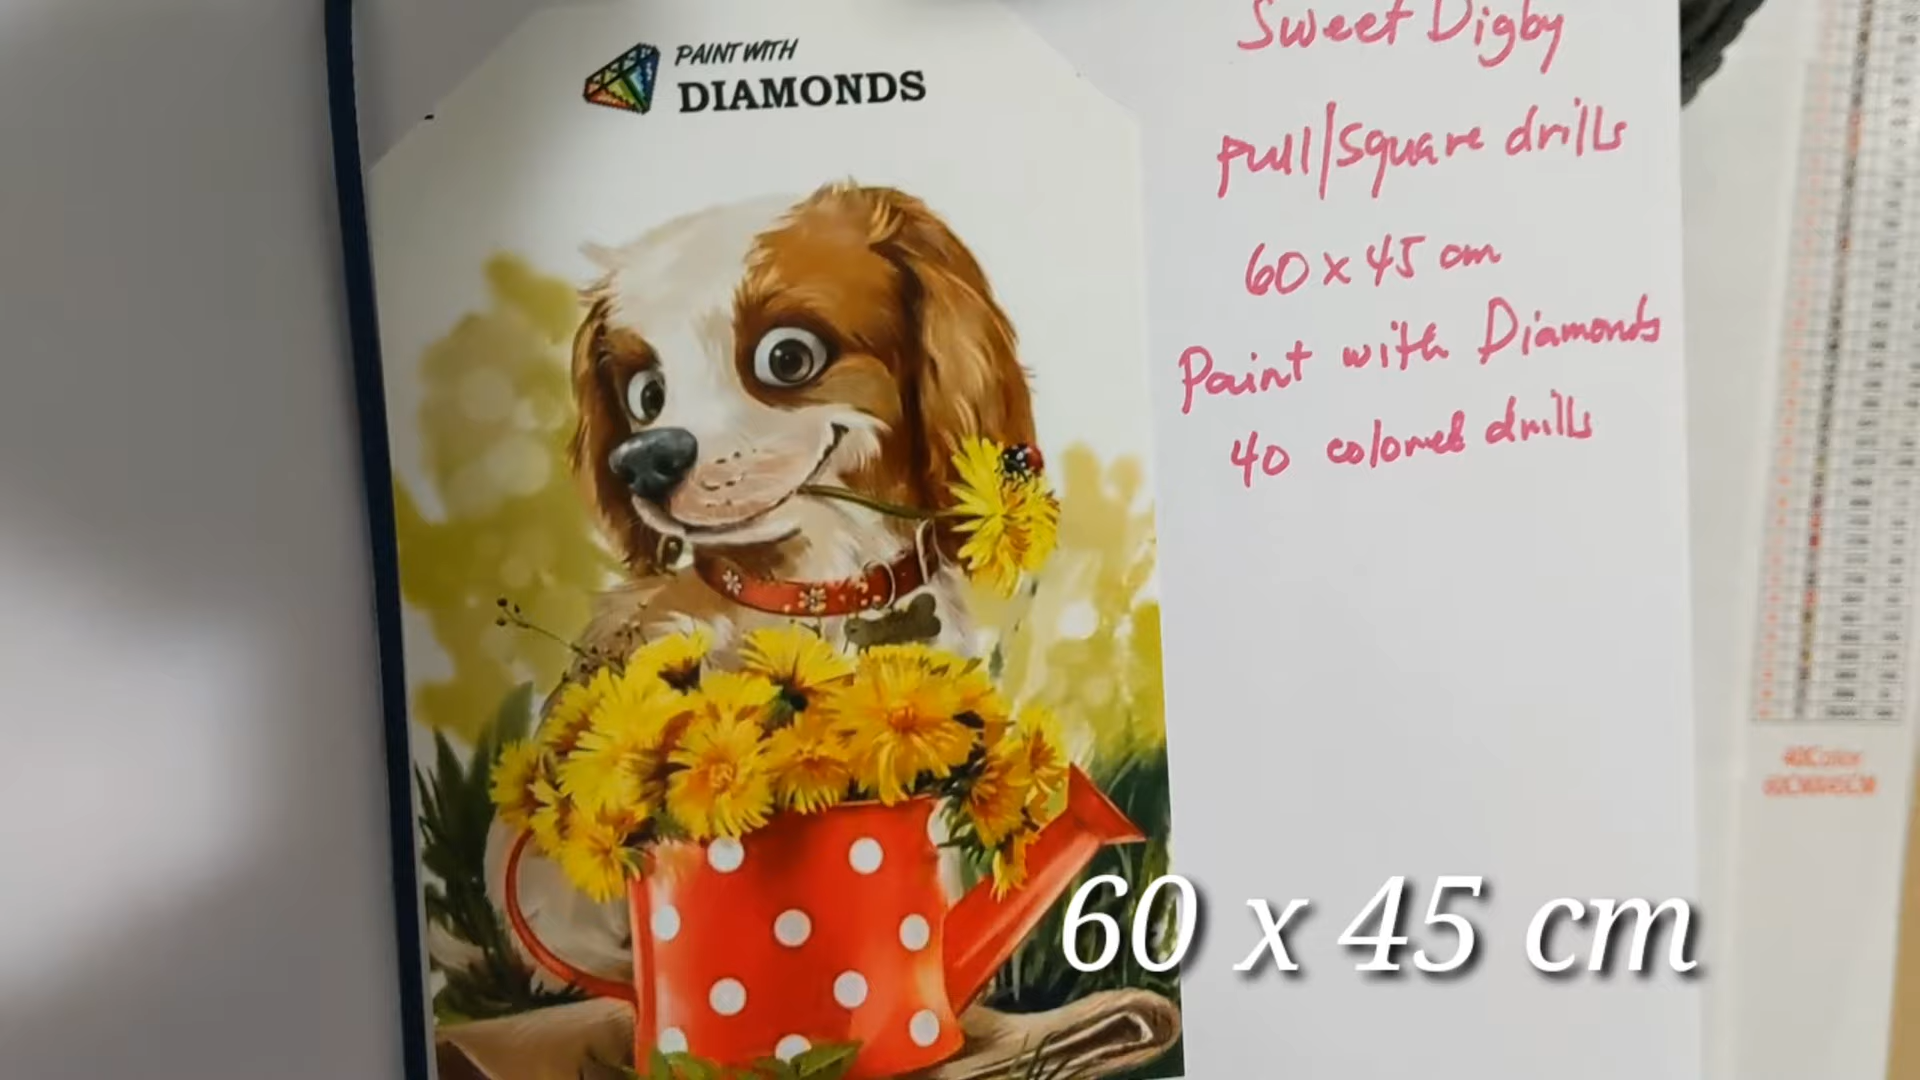 PAINT WITH
DIAMONDS
Sweet Digby
Full/Square drills
60 x 45 cm
Paint with Diamonds
40 colored drills
60 x 45 cm